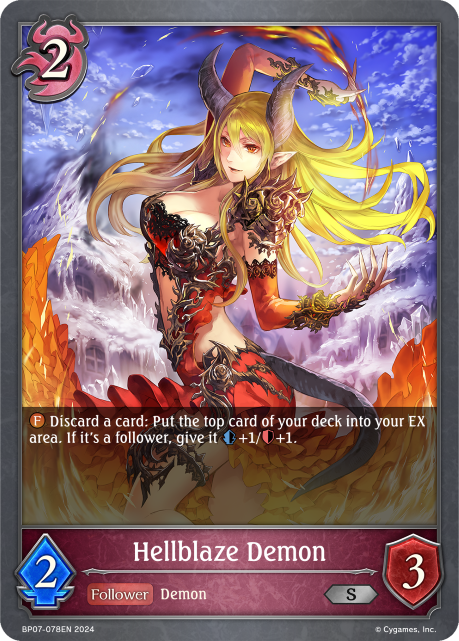 2
F Discard a card: Put the top card of your deck into your EX
area. If it's a follower, give it +1/+1.
Hellblaze Demon
2
Follower Demon
S
3
BP07-078EN 2024
© Cygames, Inc.